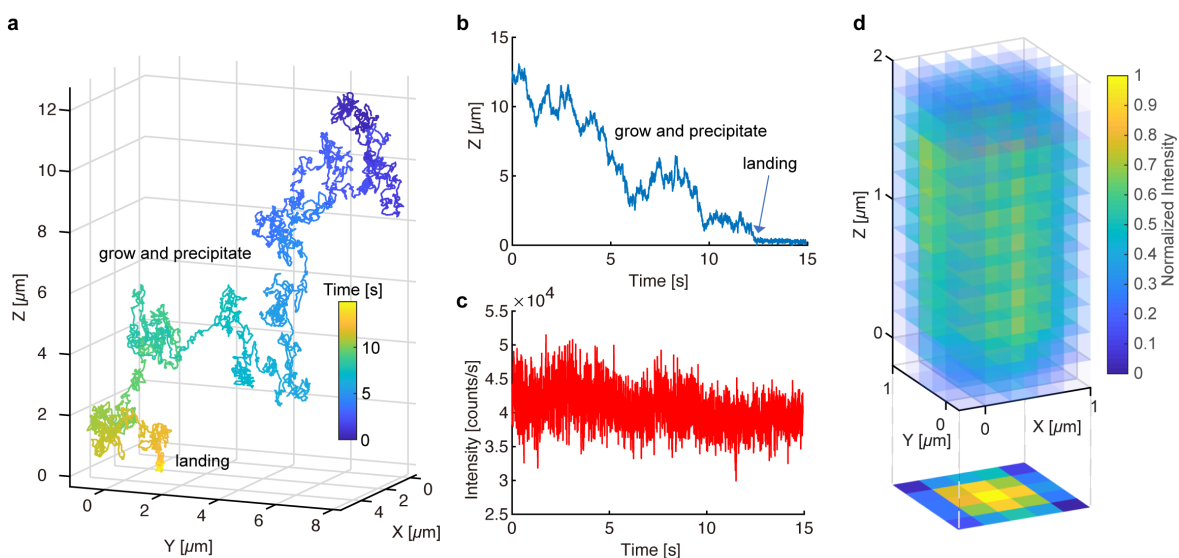 a
12
10
8
6
4
2
0
Z [µm]
grow and precipitate
Time [s]
10
5
0
landing
0
2
4
6
8
Y [µm]
0
2
4
X [µm]
b
15
10
5
0
Z [µm]
grow and precipitate
landing
0
5
10
15
Time [s]
c
×10⁴
5.5
5
4.5
4
3.5
3
2.5
Intensity [counts/s]
0
5
10
15
Time [s]
d
2
1
0
Z [µm]
1
0
Y [µm]
0
1
X [µm]
1
0.9
0.8
0.7
0.6
0.5
0.4
0.3
0.2
0.1
0
Normalized Intensity